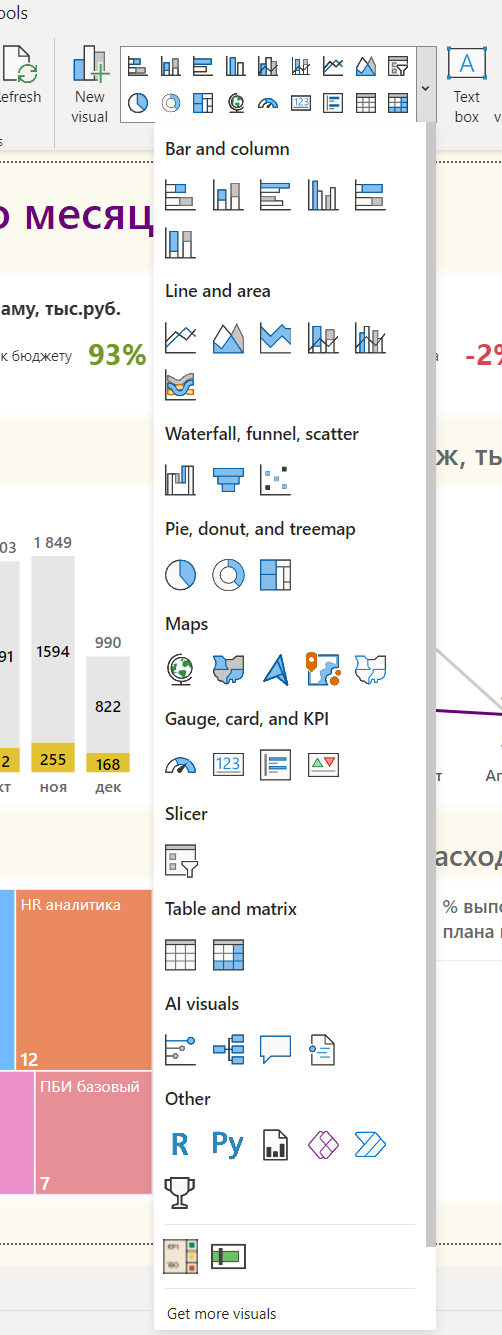 ools
efresh
New
visual
Text
box
о месяц
аму, тыс.руб.
к бюджету 93%
-2%
Bar and column
Line and area
Waterfall, funnel, scatter
Pie, donut, and treemap
Maps
Gauge, card, and KPI
123
Slicer
Table and matrix
AI visuals
Other
R Py
KPI
Get more visuals
ж, ты
03
1 849
990
91
1594
822
2
255
168
кт
ноя
дек
т
Ап
асход
% выпо
плана
HR аналитика
12
ПБИ базовый
7